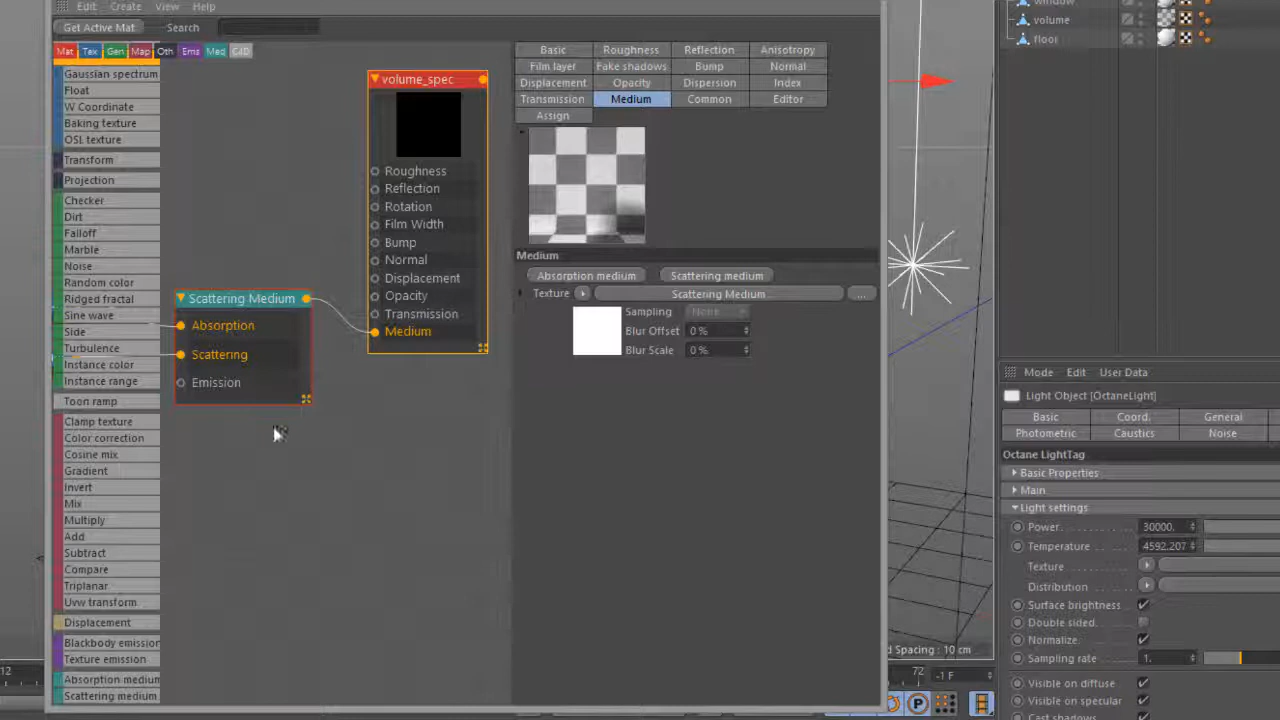 Edit Create View Help
Get Active Mat Search
Mat Tex Gen Map Oth Ems Med C4D
Gaussian spectrum
Float
W Coordinate
Baking texture
OSL texture
Transform
Projection
Checker
Dirt
Falloff
Marble
Noise
Random color
Ridged fractal
Sine wave
Side
Turbulence
Instance color
Instance range
Toon ramp
Clamp texture
Color correction
Cosine mix
Gradient
Invert
Mix
Multiply
Add
Subtract
Compare
Triplanar
Uvw transform
Displacement
Blackbody emission
Texture emission
Absorption medium
Scattering medium
volume_spec
Roughness
Reflection
Rotation
Film Width
Bump
Normal
Displacement
Opacity
Transmission
Medium
Scattering Medium
Absorption
Scattering
Emission
Basic Roughness Reflection Anisotropy
Film layer Fake shadows Bump Normal
Displacement Opacity Dispersion Index
Transmission Medium Common Editor
Assign
Medium
Absorption medium Scattering medium
Texture Scattering Medium ...
Sampling None
Blur Offset 0 %
Blur Scale 0 %
window
volume
floor
Mode Edit User Data
Light Object [OctaneLight]
Basic Coord. General
Photometric Caustics Noise
Octane LightTag
Basic Properties
Main
Light settings
Power 30000.
Temperature 4592.207
Texture
Distribution
Surface brightness
Double sided
Normalize
Sampling rate 1.
Visible on diffuse
Visible on specular
Cast shadows
d Spacing : 10 cm
12 72 -1 F
P